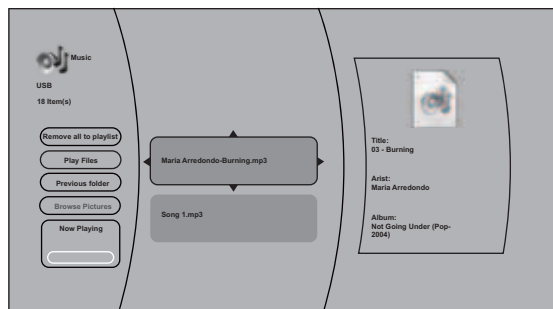 Music
USB
18 Item(s)
Remove all to playlist
Play Files
Previous folder
Browse Pictures
Now Playing
Maria Arredondo-Burning.mp3
Song 1.mp3
Title:
03 - Burning
Arist:
Maria Arredondo
Album:
Not Going Under (Pop-
2004)